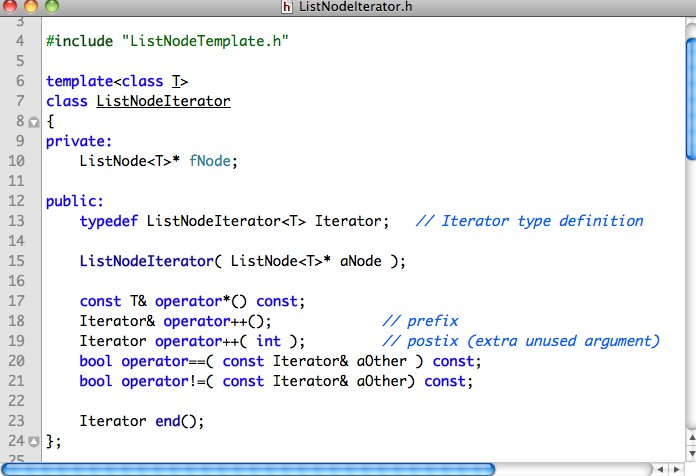 ListNodeIterator.h
3
4 #include "ListNodeTemplate.h"
5
6 template<class T>
7 class ListNodeIterator
8 {
9 private:
10 ListNode<T>* fNode;
11
12 public:
13 typedef ListNodeIterator<T> Iterator; // Iterator type definition
14
15 ListNodeIterator( ListNode<T>* aNode );
16
17 const T& operator*() const;
18 Iterator& operator++(); // prefix
19 Iterator operator++( int ); // postix (extra unused argument)
20 bool operator==( const Iterator& aOther ) const;
21 bool operator!=( const Iterator& aOther) const;
22
23 Iterator end();
24 };
25